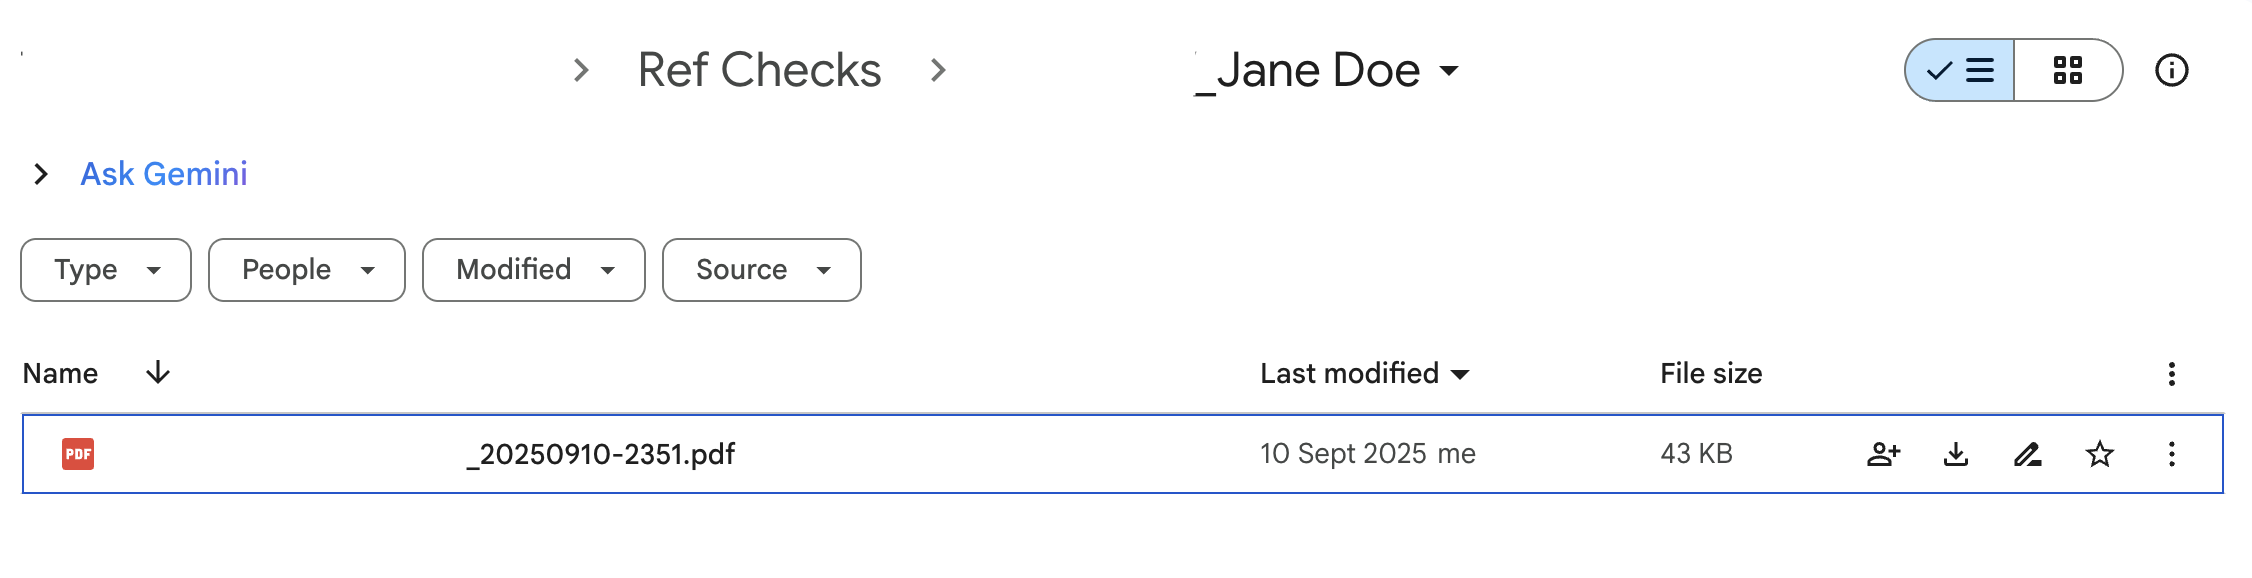 Ref Checks _Jane Doe
Ask Gemini
Type People Modified Source
Name Last modified File size
PDF _20250910-2351.pdf 10 Sept 2025 me 43 KB